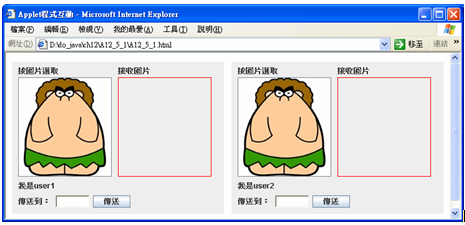 Applet程式互動 - Microsoft Internet Explorer
檔案(F) 編輯(E) 檢視(V) 我的最愛(A) 工具(T) 說明(H)
網址(D) D:\do_java\ch12\A12_5_1\A12_5_1.html 移至 連結 »
按圖片選取 接收圖片 按圖片選取 接收圖片
我是user1 我是user2
傳送到： 傳送 傳送到： 傳送